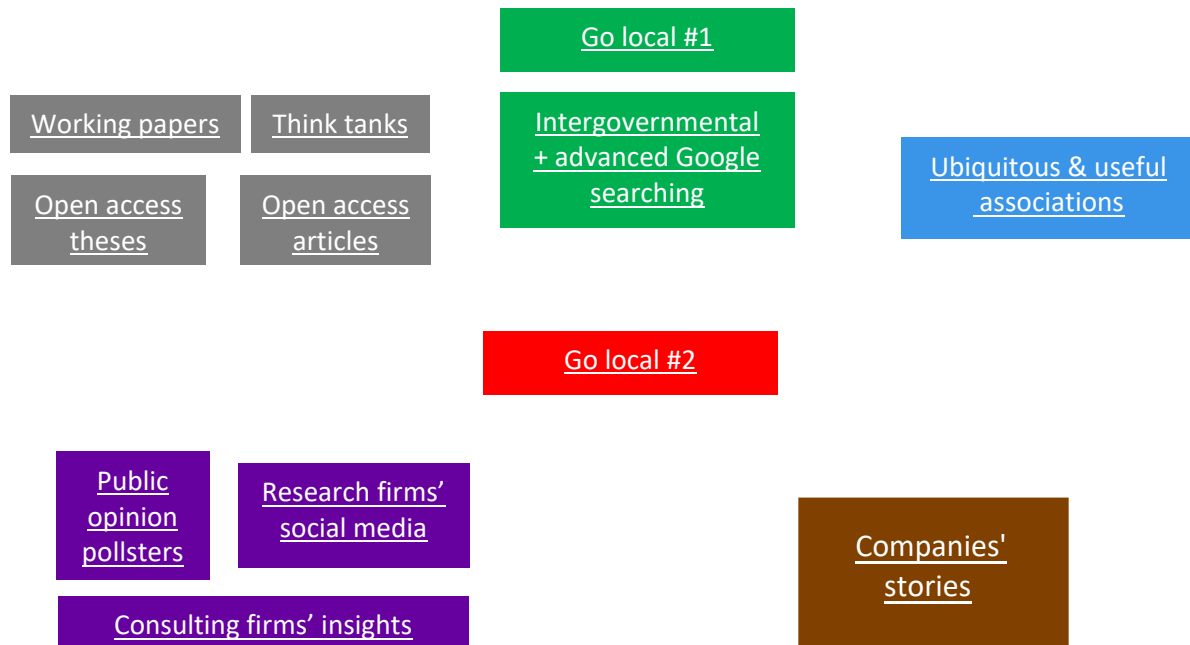 Go local #1
Working papers
Think tanks
Intergovernmental
+ advanced Google
searching
Ubiquitous & useful
associations
Open access
theses
Open access
articles
Go local #2
Public
opinion
pollsters
Research firms’
social media
Companies'
stories
Consulting firms’ insights